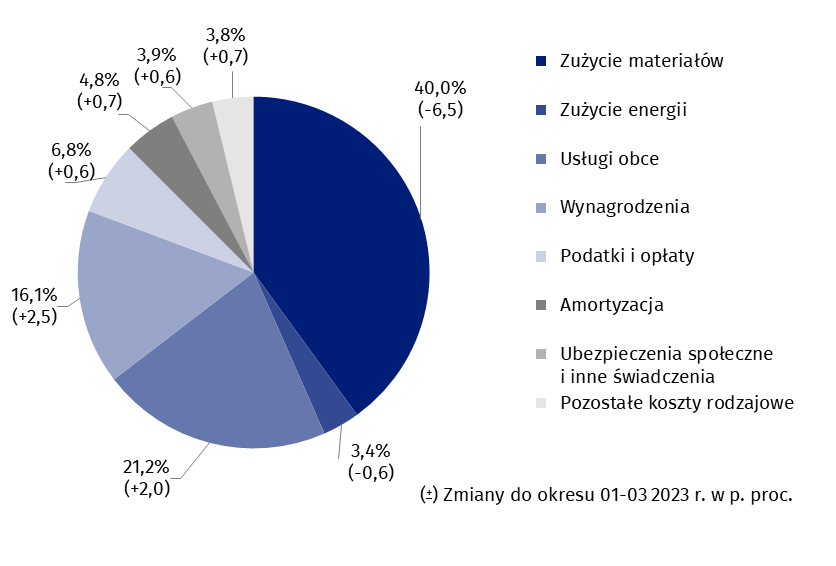 3,8%
(+0,7)
3,9%
(+0,6)
4,8%
(+0,7)
6,8%
(+0,6)
16,1%
(+2,5)
21,2%
(+2,0)
3,4%
(-0,6)
40,0%
(-6,5)
Zużycie materiałów
Zużycie energii
Usługi obce
Wynagrodzenia
Podatki i opłaty
Amortyzacja
Ubezpieczenia społeczne
i inne świadczenia
Pozostałe koszty rodzajowe
(±) Zmiany do okresu 01-03 2023 r. w p. proc.